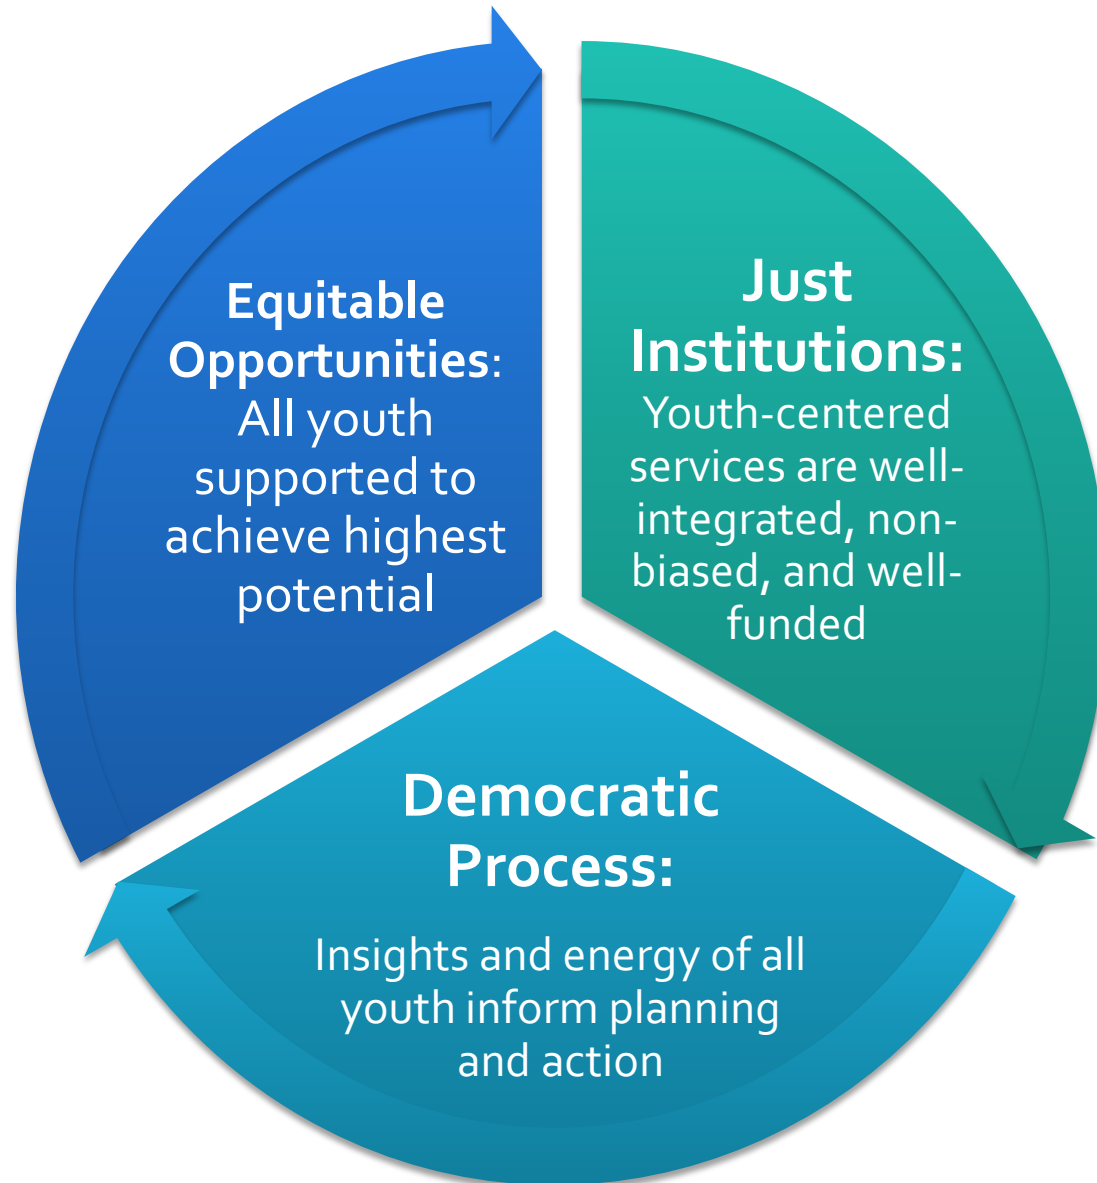 Equitable
Opportunities:
All youth
supported to
achieve highest
potential
Just
Institutions:
Youth-centered
services are well-
integrated, non-
biased, and well-
funded
Democratic
Process:
Insights and energy of all
youth inform planning
and action